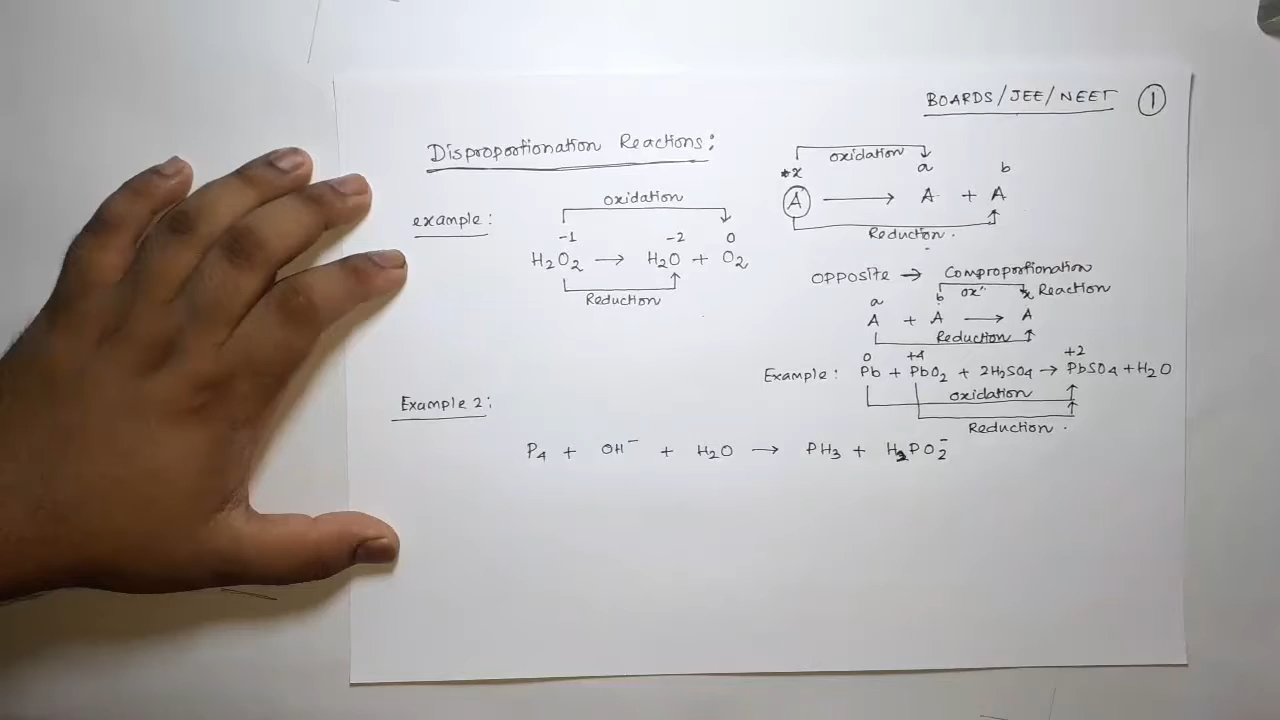 BOARDS/JEE/NEET 1
Disproportionation Reactions:
oxidation
x a b
A → A + A
Reduction.
example:
oxidation
-1 -2 0
H₂O₂ → H₂O + O₂
Reduction
OPPOSITE → Comproportionation
Reaction
oxⁿ
a b x
A + A → A
Reduction
0 +4 +2
Example: Pb + PbO₂ + 2H₂SO₄ → PbSO₄ + H₂O
oxidation
Reduction.
Example 2:
P₄ + OH⁻ + H₂O → PH₃ + H₂PO₂⁻